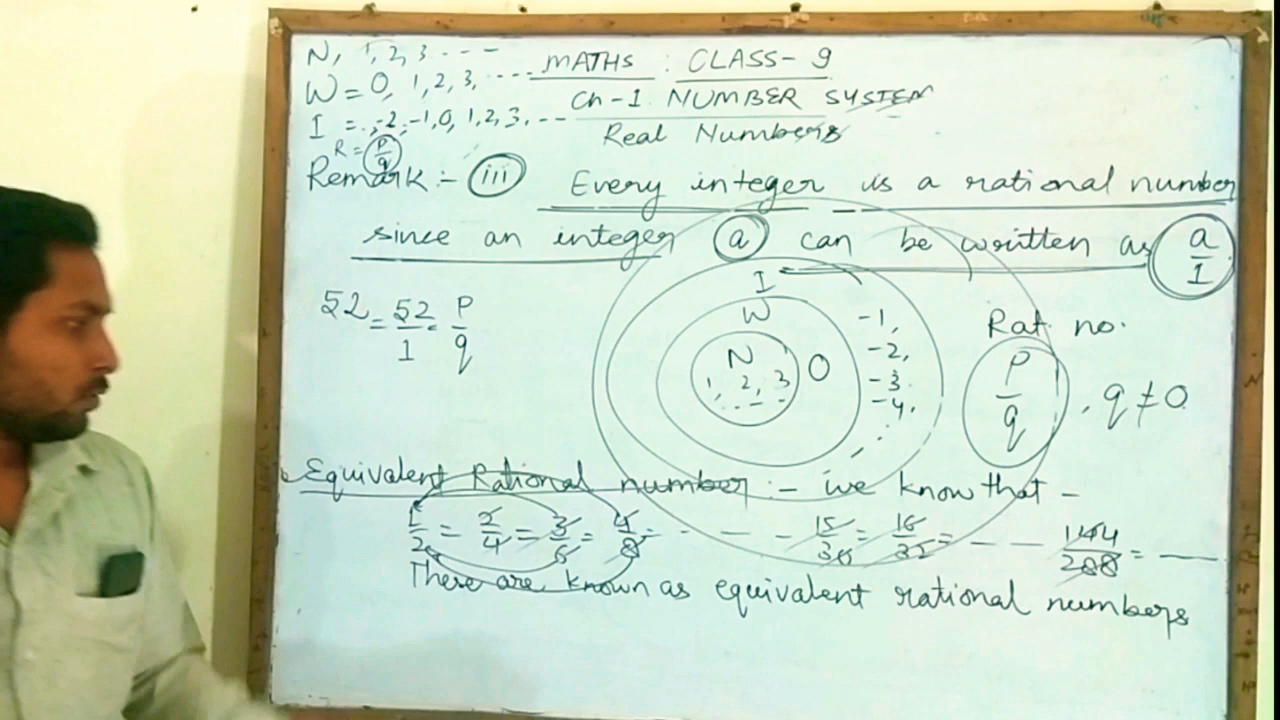 N, 1, 2, 3 - - -
W = 0, 1, 2, 3, - - - -
I = .., -2, -1, 0, 1, 2, 3, - - -
R = p/q
MATHS : CLASS - 9
Ch-1. NUMBER SYSTEM
Real Numbers
Remark :- (iii) Every integer is a rational number
since an integer (a) can be written as a/1
52 = 52/1 = P/q
I
W
N
1, 2, 3
. - - -
0
-1,
-2,
-3.
-4,
Rat. no.
P/q , q ≠ 0
Equivalent Rational number :- we know that -
1/2 = 2/4 = 3/6 = 4/8 = - - - - 15/30 = 16/32 = - - - 144/288 = - -
These are known as equivalent rational numbers